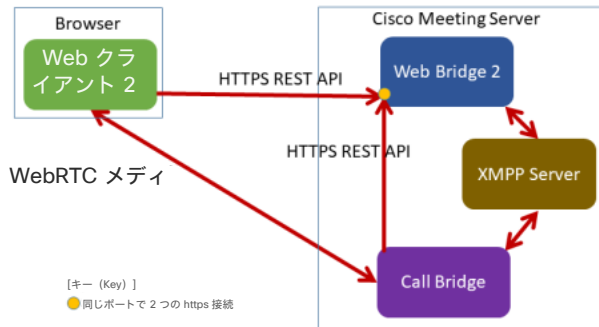 Browser
Cisco Meeting Server
Web クラ
イアント 2
Web Bridge 2
HTTPS REST API
HTTPS REST API
WebRTC メディ
XMPP Server
Call Bridge
[キー（Key）]
同じポートで 2 つの https 接続